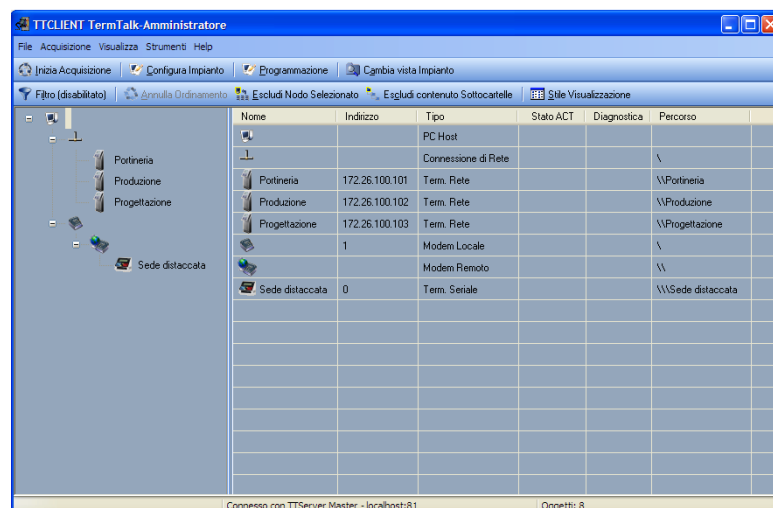 TTCLIENT TermTalk-Amministratore
File Acquisizione Visualizza Strumenti Help
Inizia Acquisizione Configura Impianto Programmazione Cambia vista Impianto
Filtro (disabilitato) Annulla Ordinamento Escludi Nodo Selezionato Escludi contenuto Sottocartelle Stile Visualizzazione
Portineria
Produzione
Progettazione
Sede distaccata
Nome Indirizzo Tipo Stato ACT Diagnostica Percorso
PC Host
Connessione di Rete \
Portineria 172.26.100.101 Term. Rete \\Portineria
Produzione 172.26.100.102 Term. Rete \\Produzione
Progettazione 172.26.100.103 Term. Rete \\Progettazione
1 Modem Locale \
Modem Remoto \\
Sede distaccata 0 Term. Seriale \\\Sede distaccata
Connesso con TTServer Master - localhost:81 Oggetti: 8